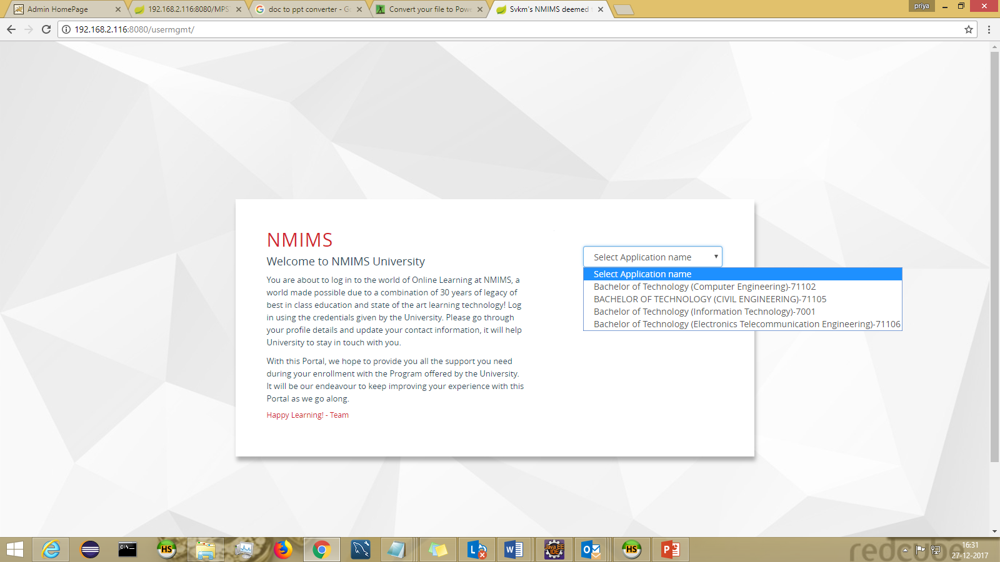 Admin HomePage
192.168.2.116:8080/MPS
doc to ppt converter - Go
Convert your file to Powe
Svkm's NMIMS deemed
priya
192.168.2.116:8080/usermgmt/
NMIMS
Welcome to NMIMS University
You are about to log in to the world of Online Learning at NMIMS, a
world made possible due to a combination of 30 years of legacy of
best in class education and state of the art learning technology! Log
in using the credentials given by the University. Please go through
your profile details and update your contact information, it will help
University to stay in touch with you.
With this Portal, we hope to provide you all the support you need
during your enrollment with the Program offered by the University.
It will be our endeavour to keep improving your experience with this
Portal as we go along.
Happy Learning! - Team
Select Application name
Select Application name
Bachelor of Technology (Computer Engineering)-71102
BACHELOR OF TECHNOLOGY (CIVIL ENGINEERING)-71105
Bachelor of Technology (Information Technology)-7001
Bachelor of Technology (Electronics Telecommunication Engineering)-71106
C:\_
HS
Java EE
IDE
HS
redcube
16:31
27-12-2017